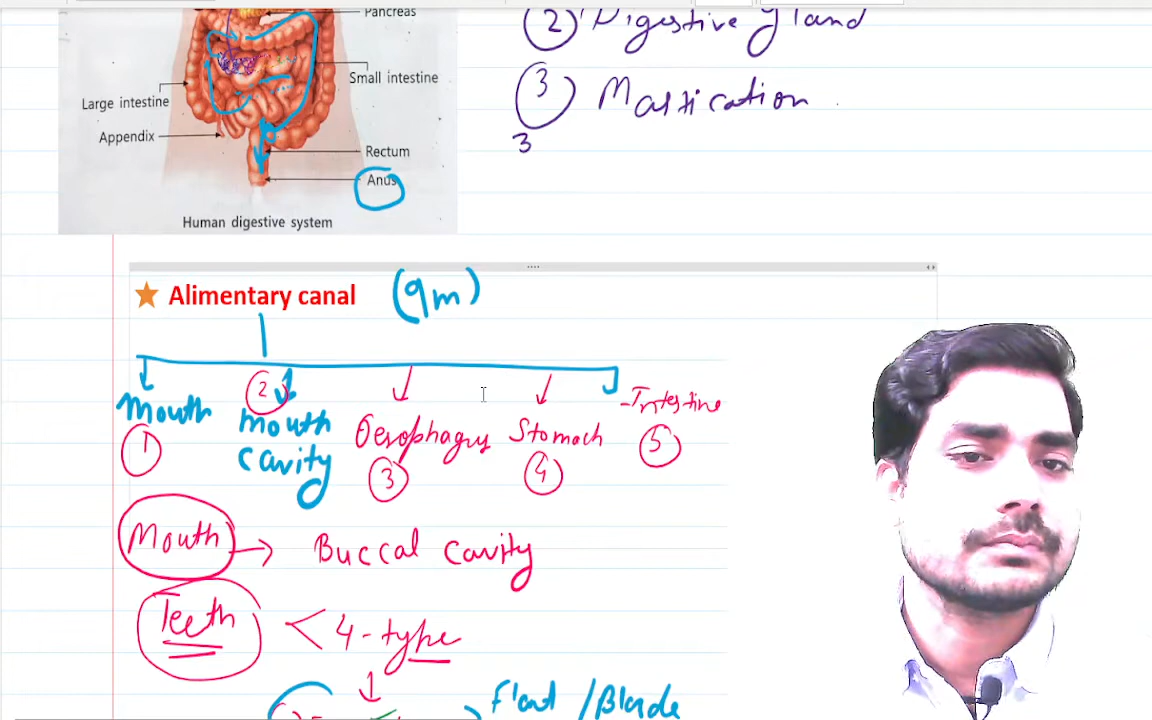 Pancreas
Small intestine
Large intestine
Appendix
Rectum
Anus
Human digestive system
(2) Digestive gland
(3) Mastication
3
Alimentary canal (9m)
Mouth
1
2
mouth
cavity
Oesophagus
3
Stomach
4
-Intestine
5
Mouth → Buccal cavity
Teeth < 4-type
Flat /Blade